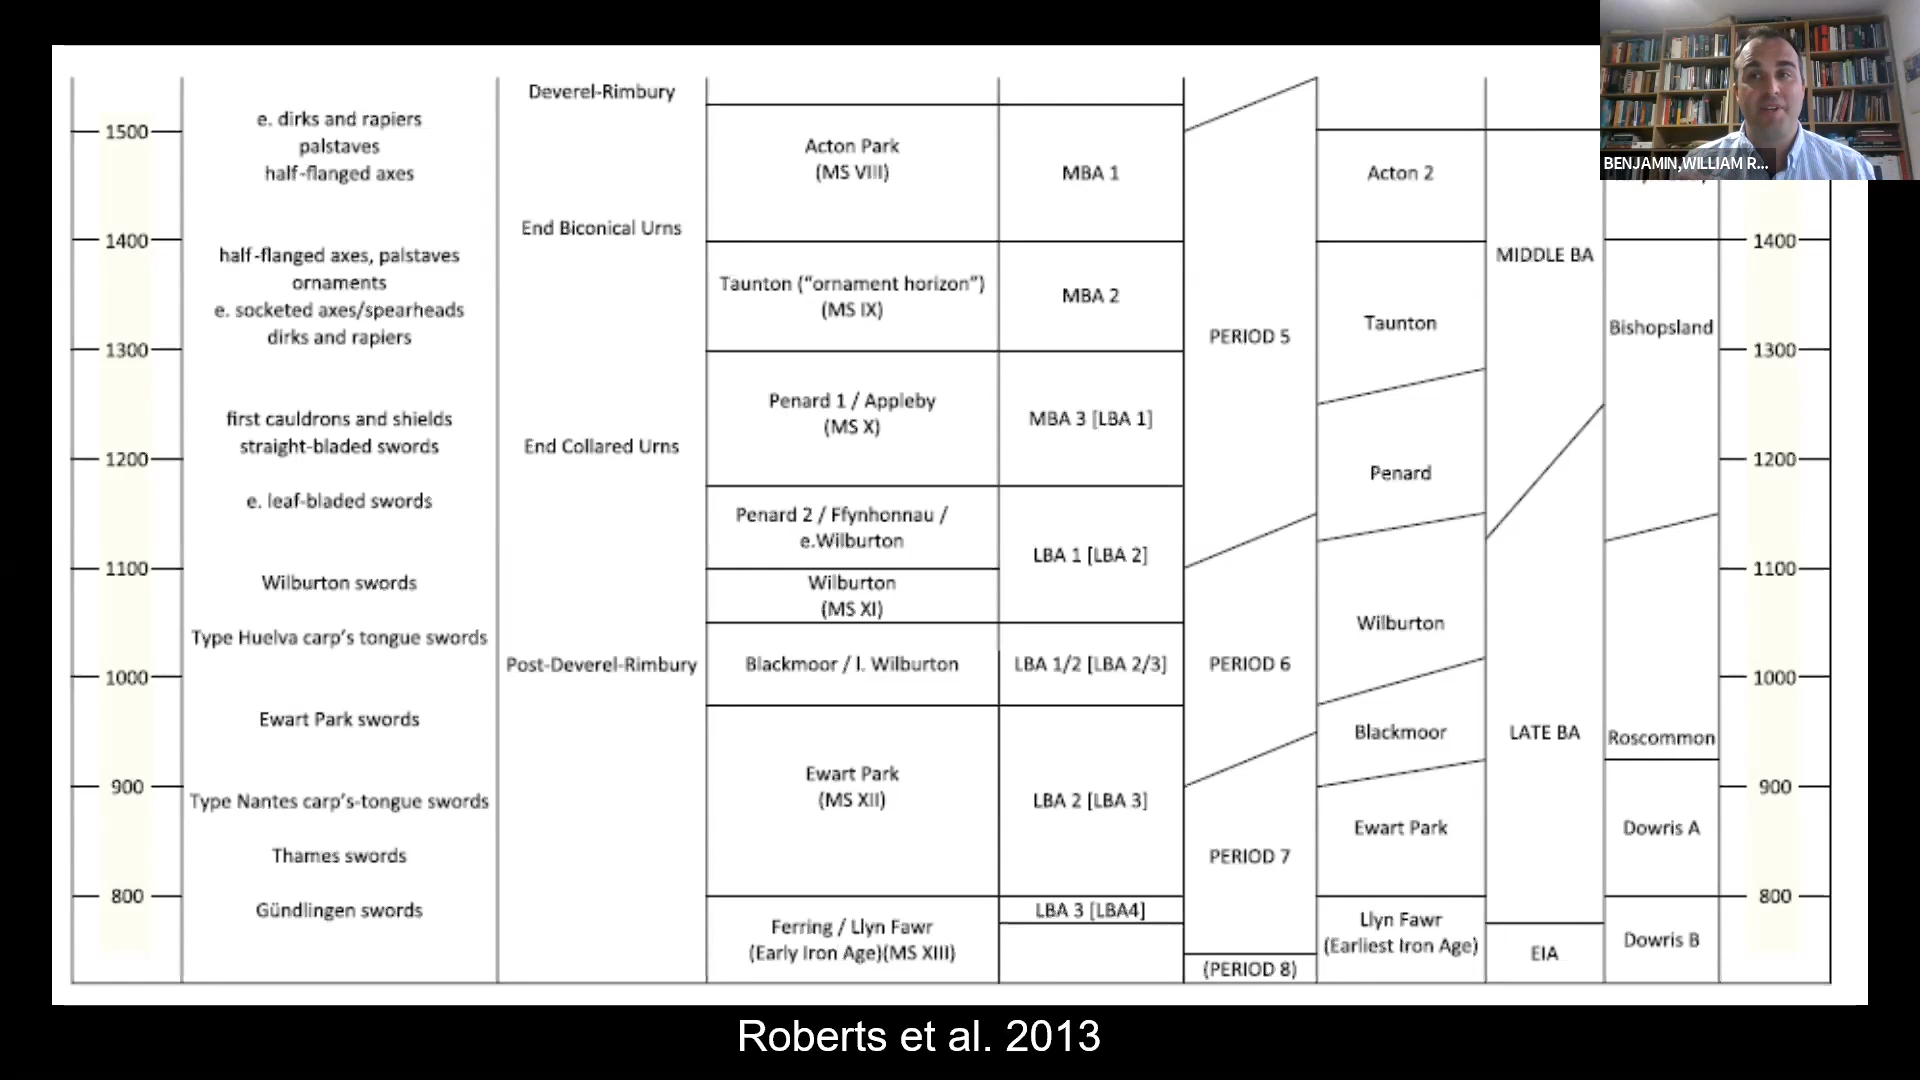 BENJAMIN,WILLIAM R...
1500
1400
1300
1200
1100
1000
900
800
e. dirks and rapiers
palstaves
half-flanged axes
half-flanged axes, palstaves
ornaments
e. socketed axes/spearheads
dirks and rapiers
first cauldrons and shields
straight-bladed swords
e. leaf-bladed swords
Wilburton swords
Type Huelva carp's tongue swords
Ewart Park swords
Type Nantes carp's-tongue swords
Thames swords
Gündlingen swords
Deverel-Rimbury
End Biconical Urns
End Collared Urns
Post-Deverel-Rimbury
Acton Park
(MS VIII)
Taunton ("ornament horizon")
(MS IX)
Penard 1 / Appleby
(MS X)
Penard 2 / Ffynhonnau /
e.Wilburton
Wilburton
(MS XI)
Blackmoor / l. Wilburton
Ewart Park
(MS XII)
Ferring / Llyn Fawr
(Early Iron Age)(MS XIII)
MBA 1
MBA 2
MBA 3 [LBA 1]
LBA 1 [LBA 2]
LBA 1/2 [LBA 2/3]
LBA 2 [LBA 3]
LBA 3 [LBA4]
PERIOD 5
PERIOD 6
PERIOD 7
(PERIOD 8)
Acton 2
Taunton
Penard
Wilburton
Blackmoor
Ewart Park
Llyn Fawr
(Earliest Iron Age)
MIDDLE BA
LATE BA
EIA
Bishopsland
Roscommon
Dowris A
Dowris B
1400
1300
1200
1100
1000
900
800
Roberts et al. 2013